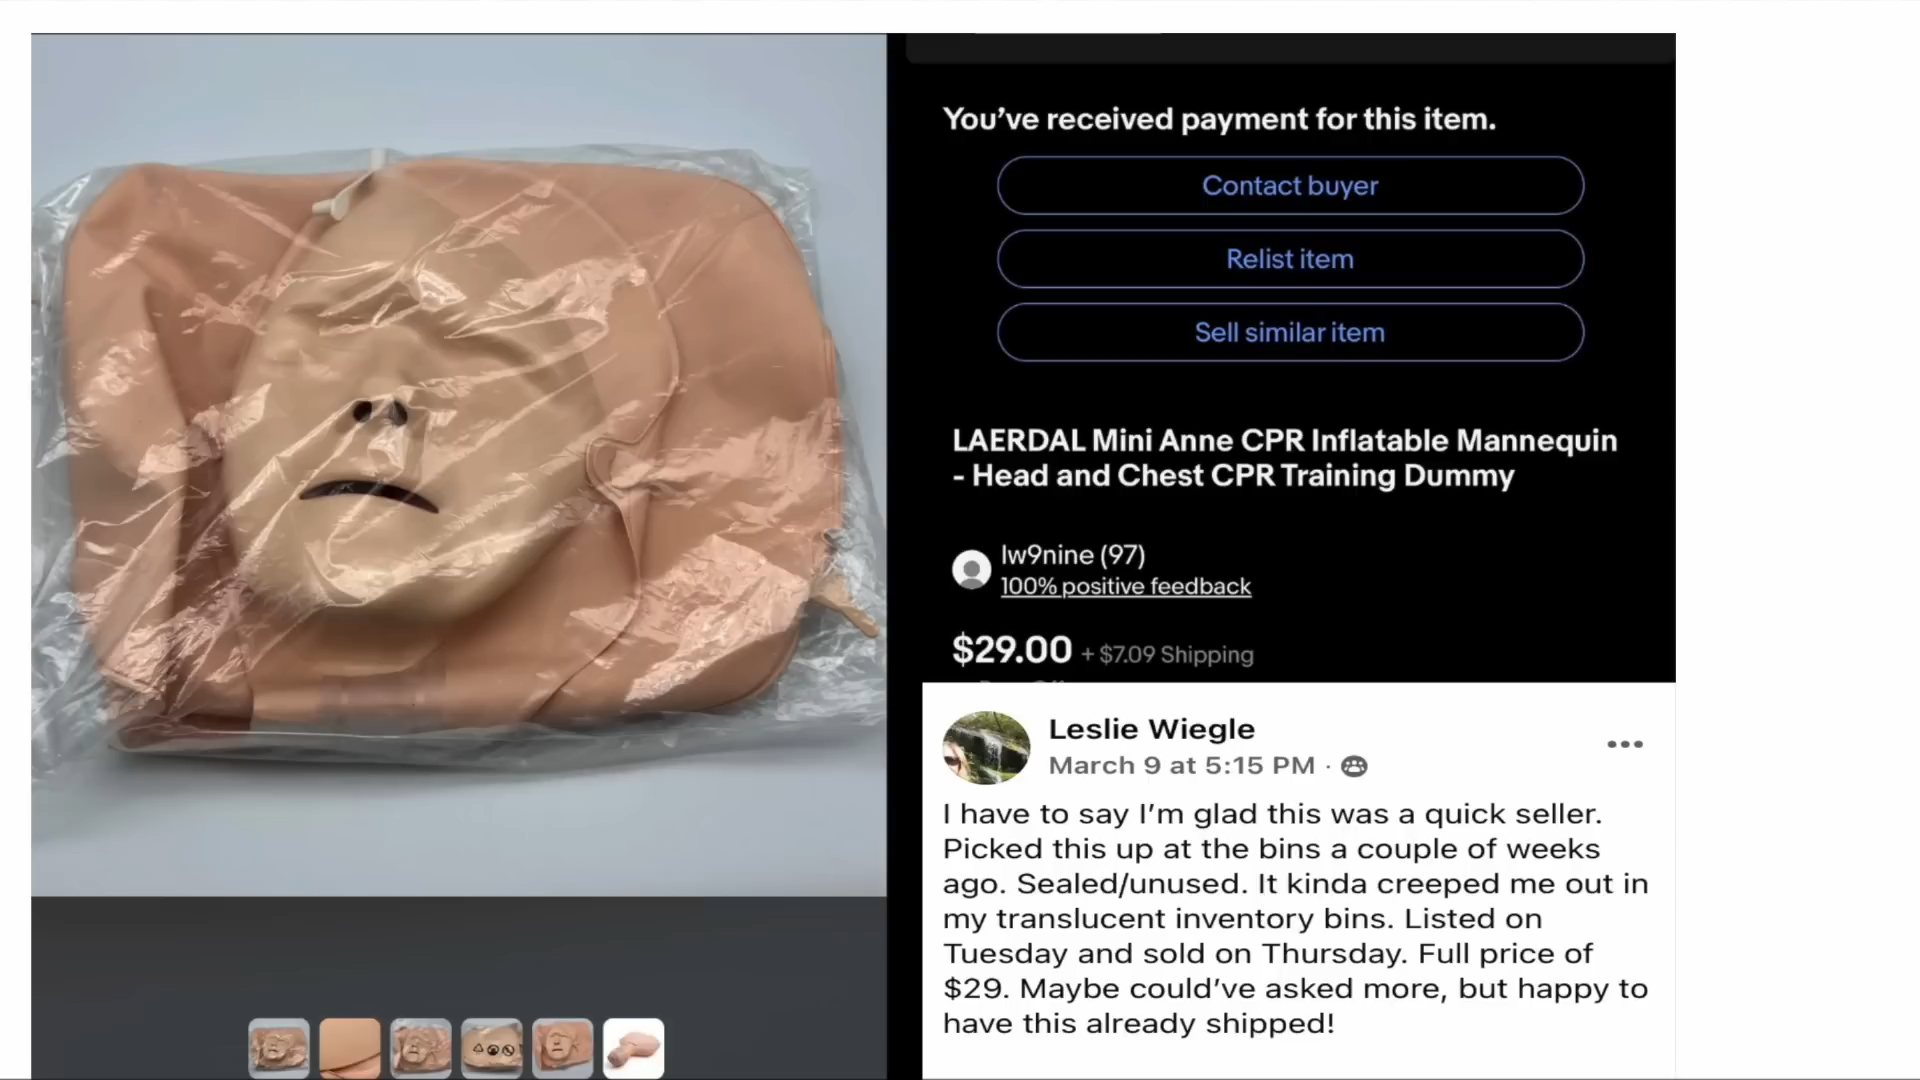 You've received payment for this item.
Contact buyer
Relist item
Sell similar item
LAERDAL Mini Anne CPR Inflatable Mannequin
- Head and Chest CPR Training Dummy
lw9nine (97)
100% positive feedback
$29.00 + $7.09 Shipping
Leslie Wiegle
March 9 at 5:15 PM ·
I have to say I'm glad this was a quick seller.
Picked this up at the bins a couple of weeks
ago. Sealed/unused. It kinda creeped me out in
my translucent inventory bins. Listed on
Tuesday and sold on Thursday. Full price of
$29. Maybe could've asked more, but happy to
have this already shipped!